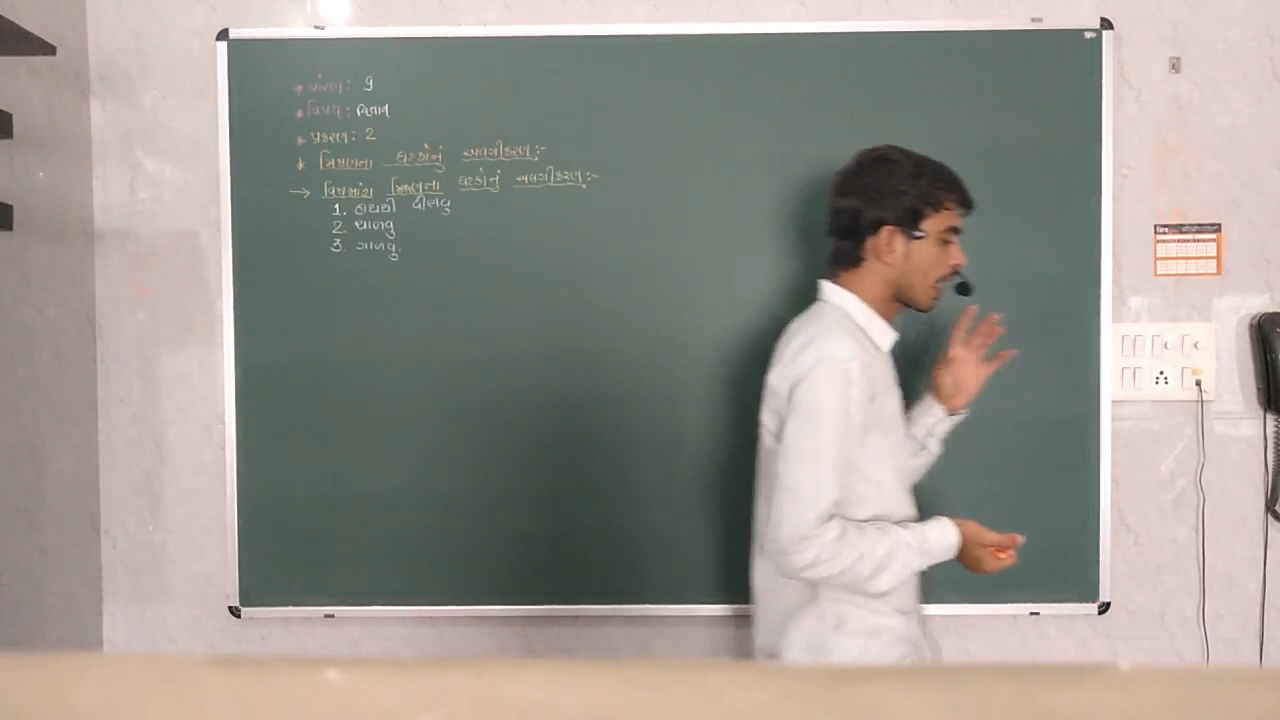 * ધોરણ : 9
* વિષય : વિજ્ઞાન
* પ્રકરણ : 2
* મિશ્રણના ઘટકોનું અલગીકરણ :-
→ વિષમાંગ મિશ્રણના ઘટકોનું અલગીકરણ :-
1. હાથથી વીણવુ
2. ચાળવુ
3. ગાળવુ.